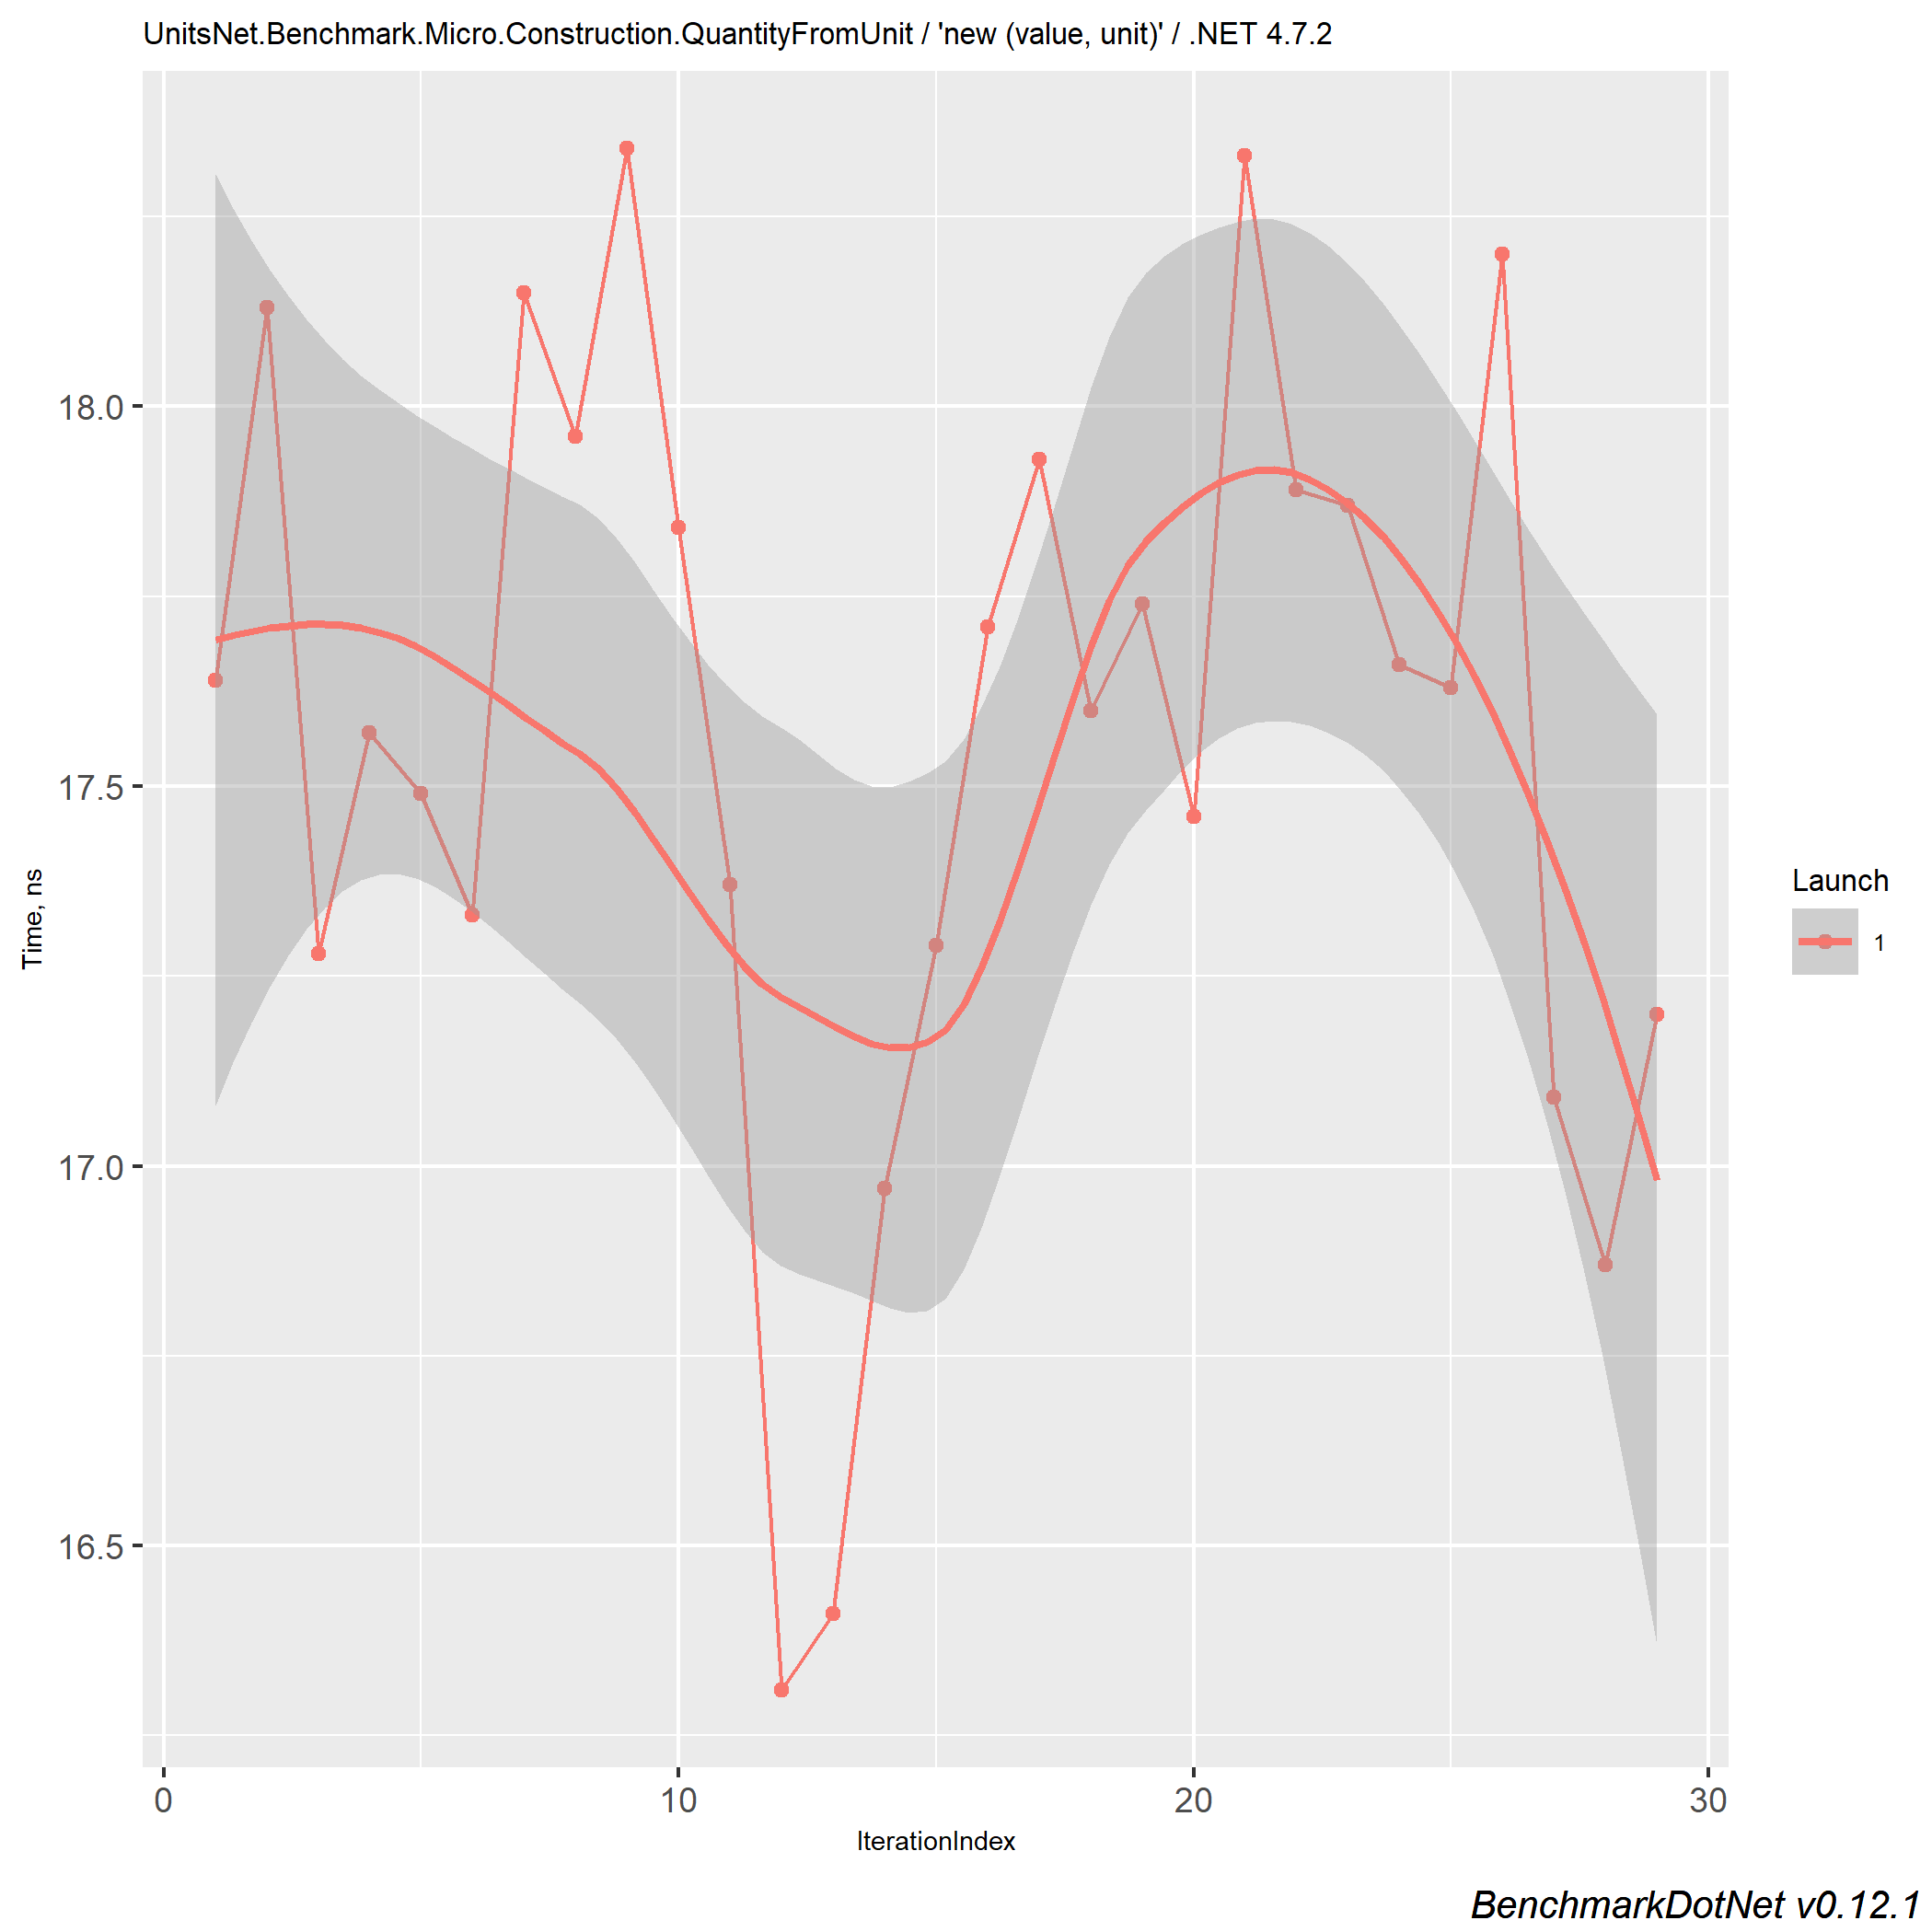 UnitsNet.Benchmark.Micro.Construction.QuantityFromUnit / 'new (value, unit)' / .NET 4.7.2
18.0
17.5
17.0
16.5
Time, ns
0 10 20 30
IterationIndex
Launch
1
BenchmarkDotNet v0.12.1